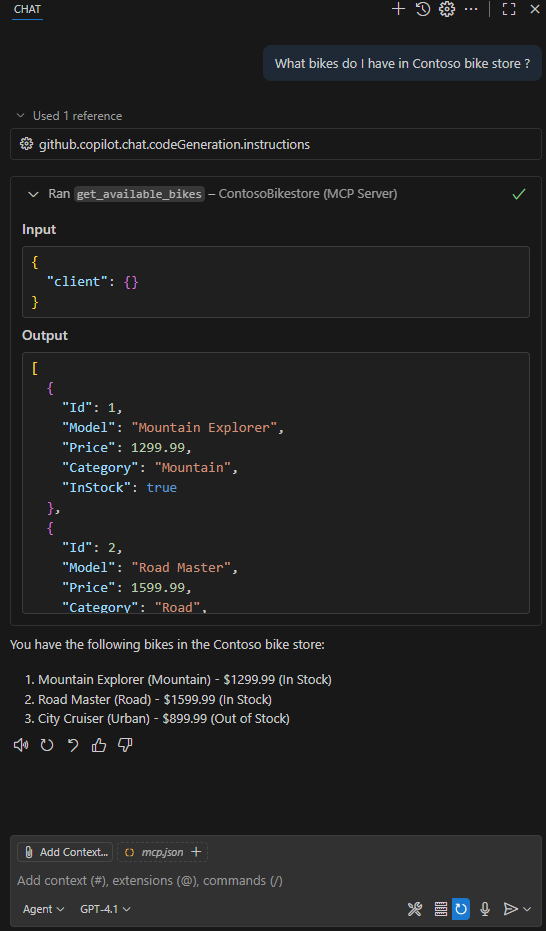 CHAT
What bikes do I have in Contoso bike store ?
Used 1 reference
github.copilot.chat.codeGeneration.instructions
Ran get_available_bikes – ContosoBikestore (MCP Server)
Input
{
"client": {}
}
Output
[
{
"Id": 1,
"Model": "Mountain Explorer",
"Price": 1299.99,
"Category": "Mountain",
"InStock": true
},
{
"Id": 2,
"Model": "Road Master",
"Price": 1599.99,
"Category": "Road",
You have the following bikes in the Contoso bike store:
1. Mountain Explorer (Mountain) - $1299.99 (In Stock)
2. Road Master (Road) - $1599.99 (In Stock)
3. City Cruiser (Urban) - $899.99 (Out of Stock)
Add Context... {} mcp.json +
Add context (#), extensions (@), commands (/)
Agent GPT-4.1